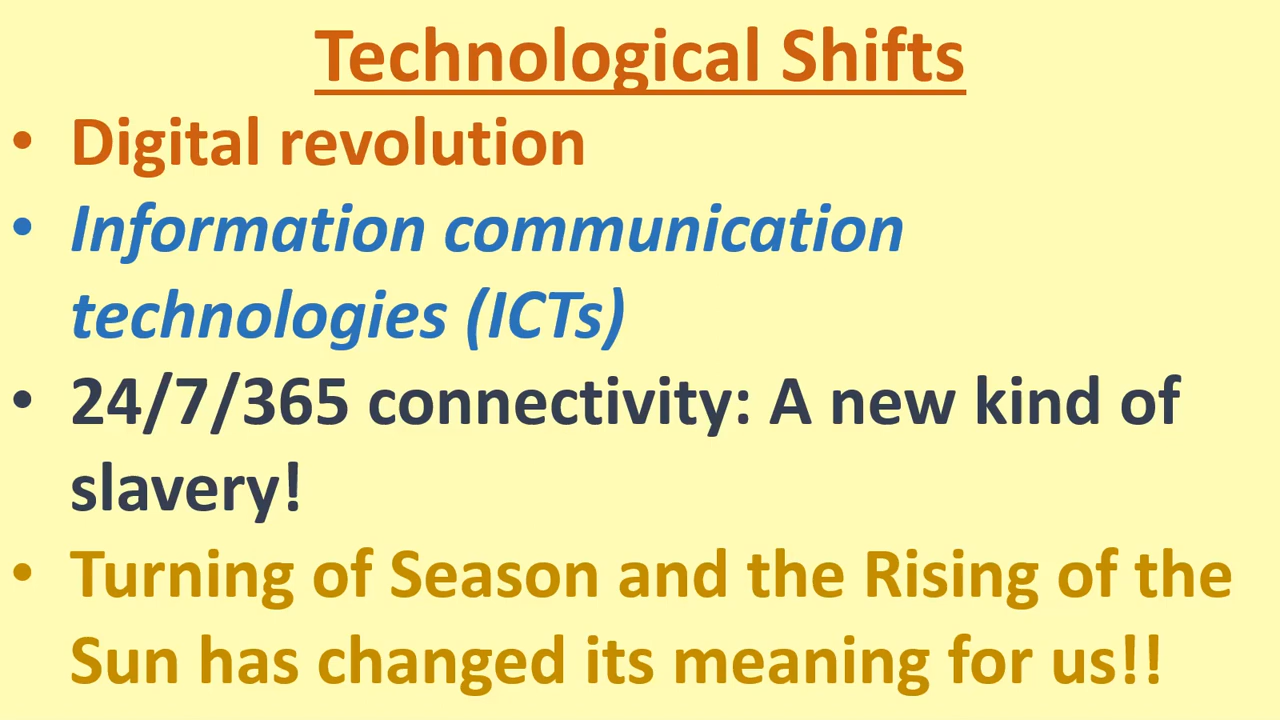 Technological Shifts
• Digital revolution
• Information communication
technologies (ICTs)
• 24/7/365 connectivity: A new kind of
slavery!
• Turning of Season and the Rising of the
Sun has changed its meaning for us!!